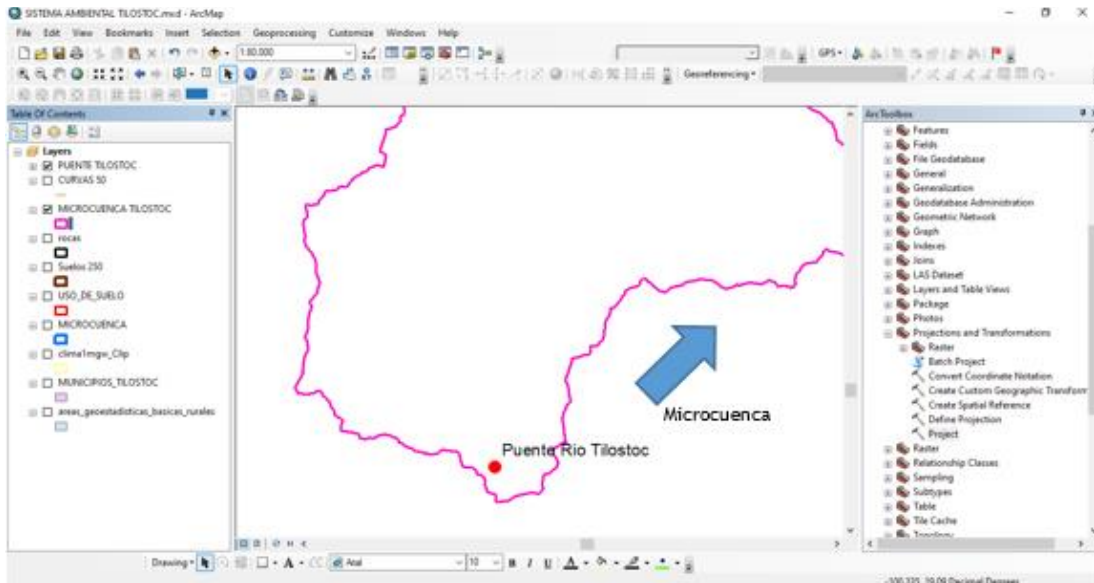 SISTEMA AMBIENTAL TILOSTOC.mxd - ArcMap
File Edit View Bookmarks Insert Selection Geoprocessing Customize Windows Help
1:80,000
GPS
Georeferencing
Table Of Contents
Layers
PUENTE TILOSTOC
CURVAS 50
MICROCUENCA TILOSTOC
rocas
Suelos 250
USO_DE_SUELO
MICROCUENCA
clima1mgw_Clip
MUNICIPIOS_TILOSTOC
areas_geoestadisticas_basicas_rurales
Microcuenca
Puente Rio Tilostoc
ArcToolbox
Features
Fields
File Geodatabase
General
Generalization
Geodatabase Administration
Geometric Network
Graph
Indexes
Joins
LAS Dataset
Layers and Table Views
Package
Photos
Projections and Transformations
Raster
Batch Project
Convert Coordinate Notation
Create Custom Geographic Transform
Create Spatial Reference
Define Projection
Project
Raster
Relationship Classes
Sampling
Subtypes
Table
Tile Cache
Topology
Drawing A Arial 10 B I U A
Decimal Degrees